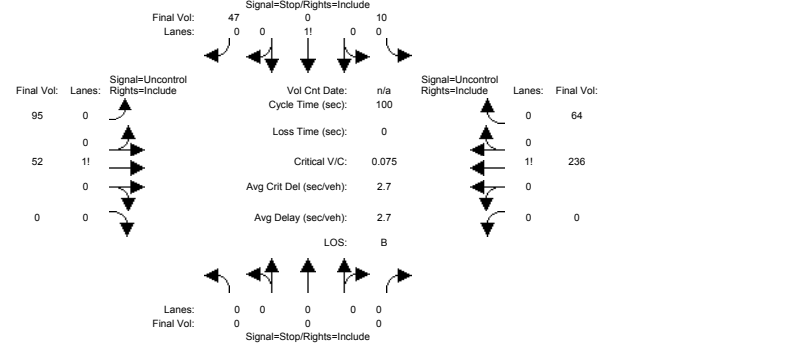 Signal=Stop/Rights=Include
Final Vol: 47 0 10
Lanes: 0 0 1! 0 0
Signal=Uncontrol Signal=Uncontrol
Final Vol: Lanes: Rights=Include Vol Cnt Date: n/a Rights=Include Lanes: Final Vol:
Cycle Time (sec): 100
95 0 0 64
Loss Time (sec): 0
0 0
52 1! Critical V/C: 0.075 1! 236
0 Avg Crit Del (sec/veh): 2.7 0
0 0 Avg Delay (sec/veh): 2.7 0 0
LOS: B
Lanes: 0 0 0 0 0
Final Vol: 0 0 0
Signal=Stop/Rights=Include